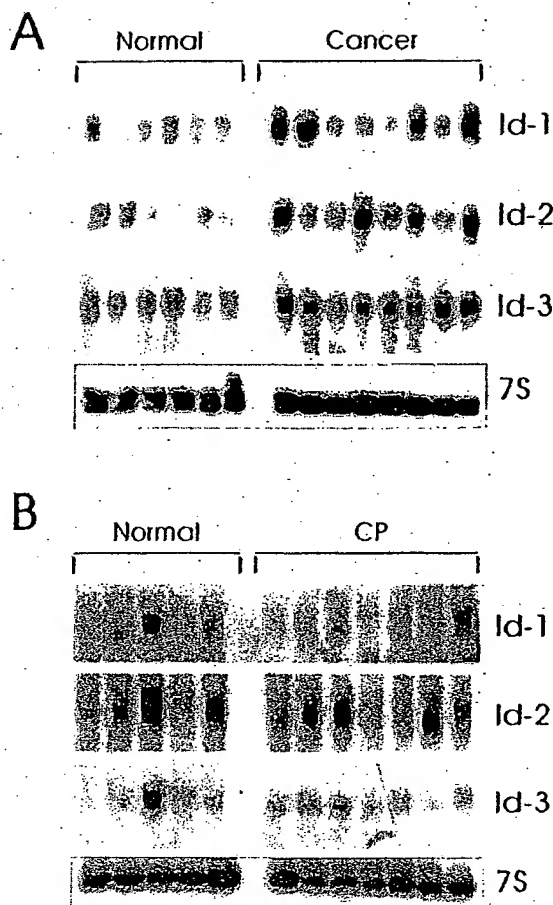 A
Normal Cancer
Id-1
Id-2
Id-3
7S
B
Normal CP
Id-1
Id-2
Id-3
7S